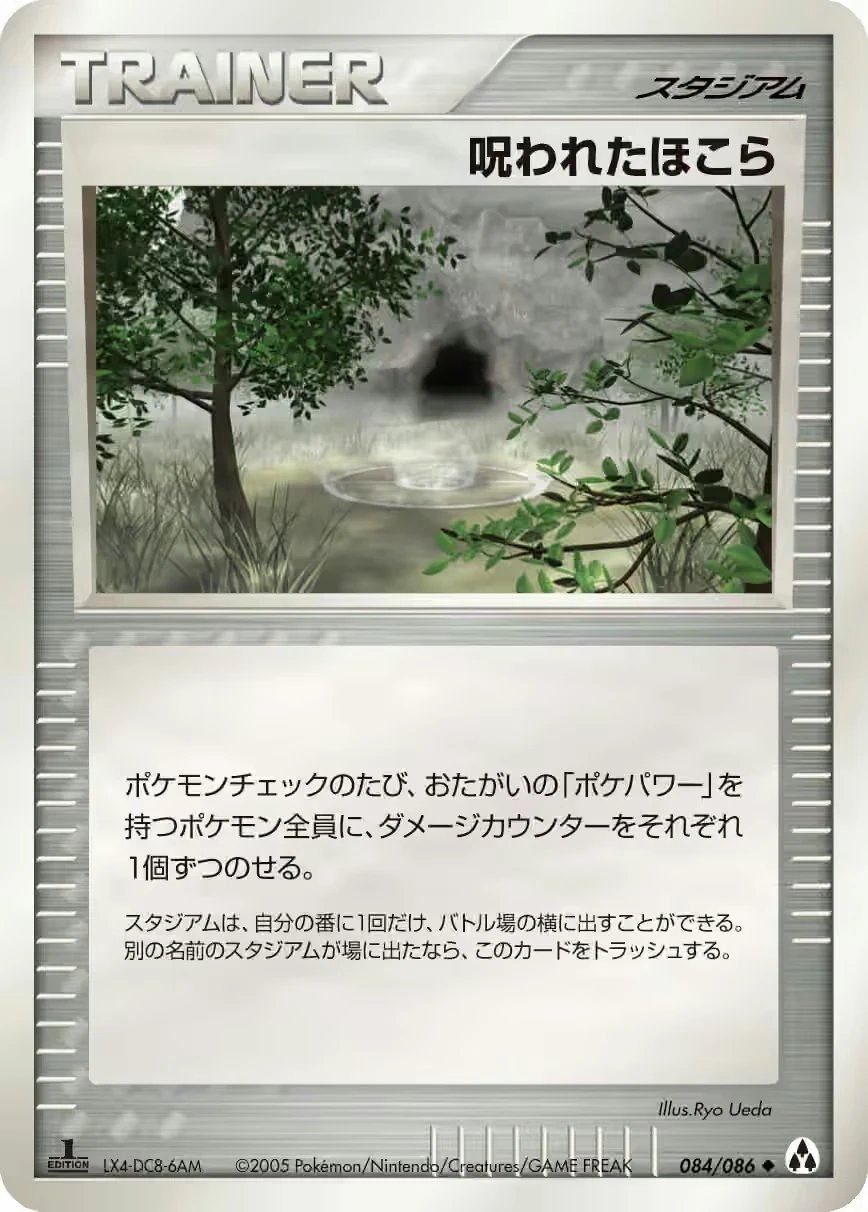 TRAINER
スタジアム
呪われたほこら
ポケモンチェックのたび、おたがいの「ポケパワー」を
持つポケモン全員に、ダメージカウンターをそれぞれ
1個ずつのせる。
スタジアムは、自分の番に1回だけ、バトル場の横に出すことができる。
別の名前のスタジアムが場に出たなら、このカードをトラッシュする。
Illus.Ryo Ueda
1 EDITION LX4-DC8-6AM ©2005 Pokémon/Nintendo/Creatures/GAME FREAK 084/086